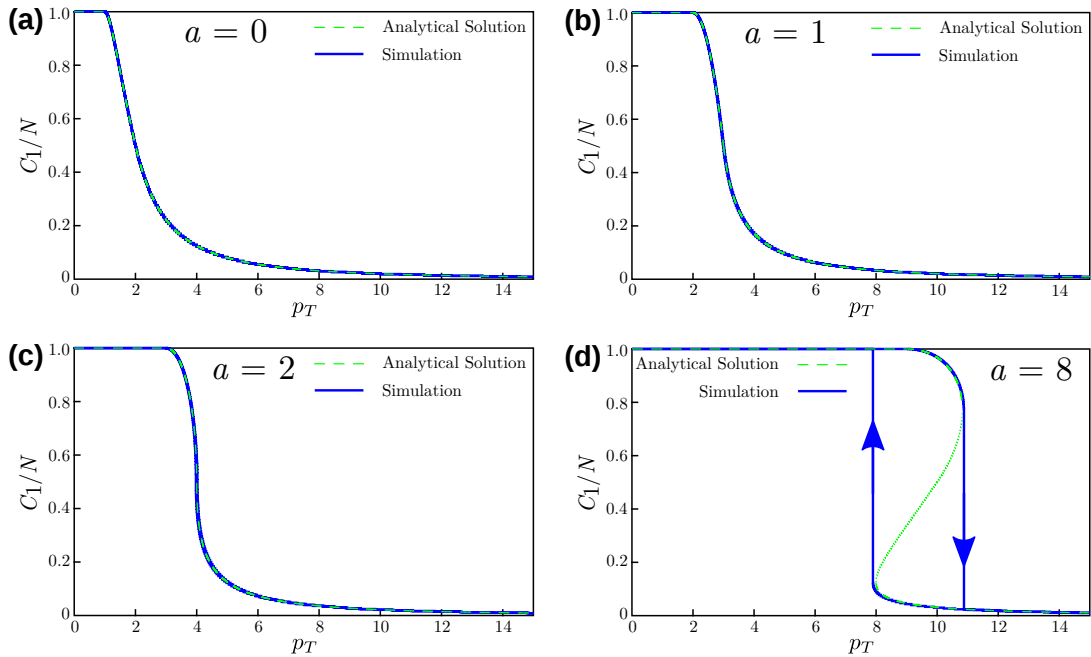 (a)
a = 0
Analytical Solution
Simulation
C1/N
1.0
0.8
0.6
0.4
0.2
0
0 2 4 6 8 10 12 14
pT
(b)
a = 1
Analytical Solution
Simulation
C1/N
1.0
0.8
0.6
0.4
0.2
0
0 2 4 6 8 10 12 14
pT
(c)
a = 2
Analytical Solution
Simulation
C1/N
1.0
0.8
0.6
0.4
0.2
0
0 2 4 6 8 10 12 14
pT
(d)
a = 8
Analytical Solution
Simulation
C1/N
1.0
0.8
0.6
0.4
0.2
0
0 2 4 6 8 10 12 14
pT